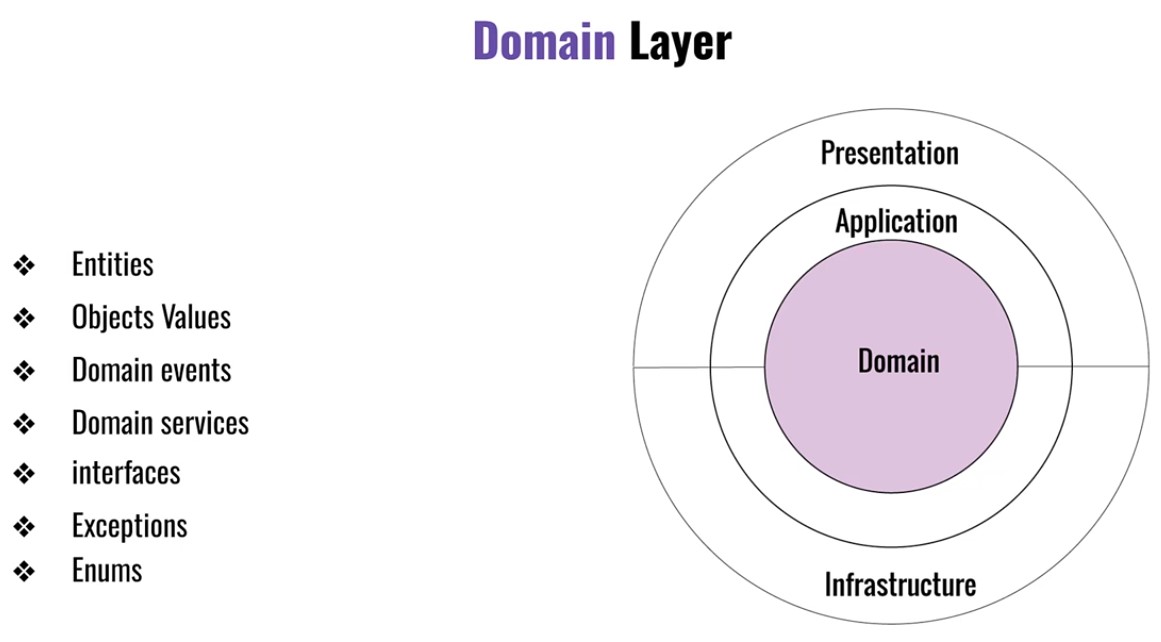 Domain Layer
Entities
Objects Values
Domain events
Domain services
interfaces
Exceptions
Enums
Presentation
Application
Domain
Infrastructure